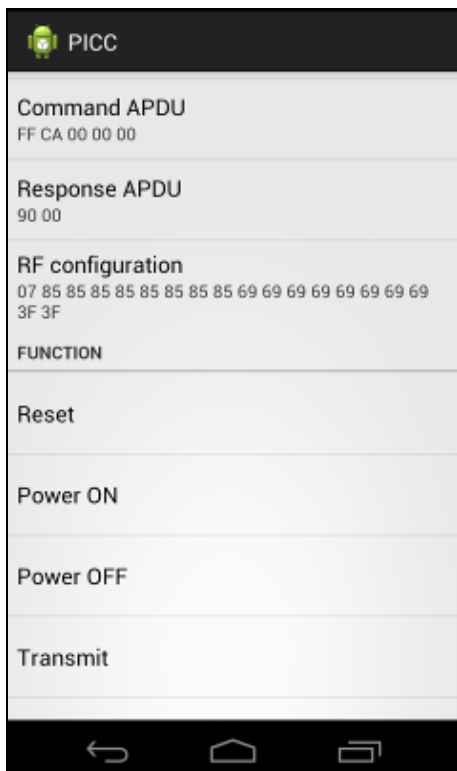 PICC
Command APDU
FF CA 00 00 00
Response APDU
90 00
RF configuration
07 85 85 85 85 85 85 85 85 69 69 69 69 69 69 69 69
3F 3F
FUNCTION
Reset
Power ON
Power OFF
Transmit